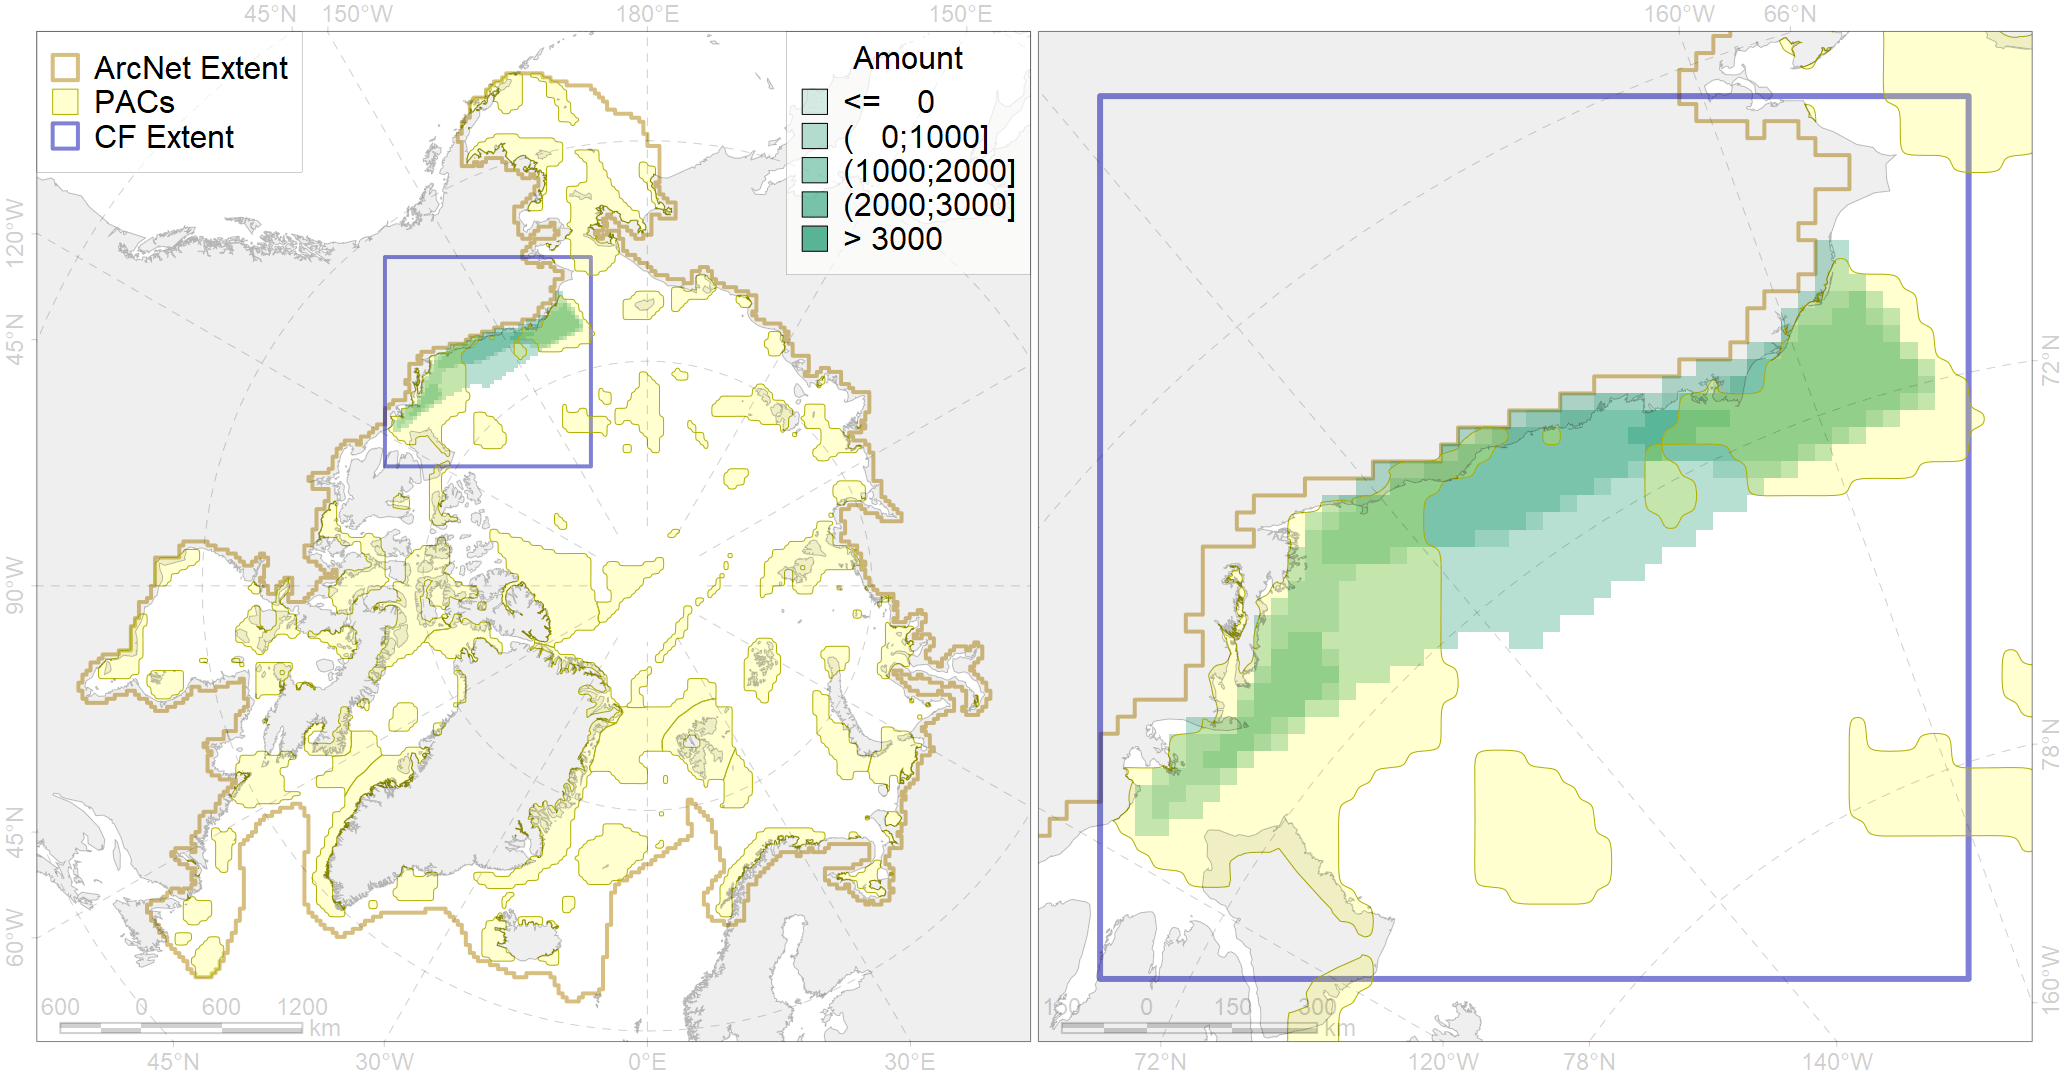 45°N 150°W 180°E 150°E 160°W 66°N
ArcNet Extent
PACs
CF Extent
Amount
<= 0
( 0;1000]
(1000;2000]
(2000;3000]
> 3000
120°W
45°N
90°W
45°N
60°W
72°N
78°N
160°W
600 0 600 1200
km
150 0 150 300
km
45°N 30°W 0°E 30°E 72°N 120°W 78°N 140°W